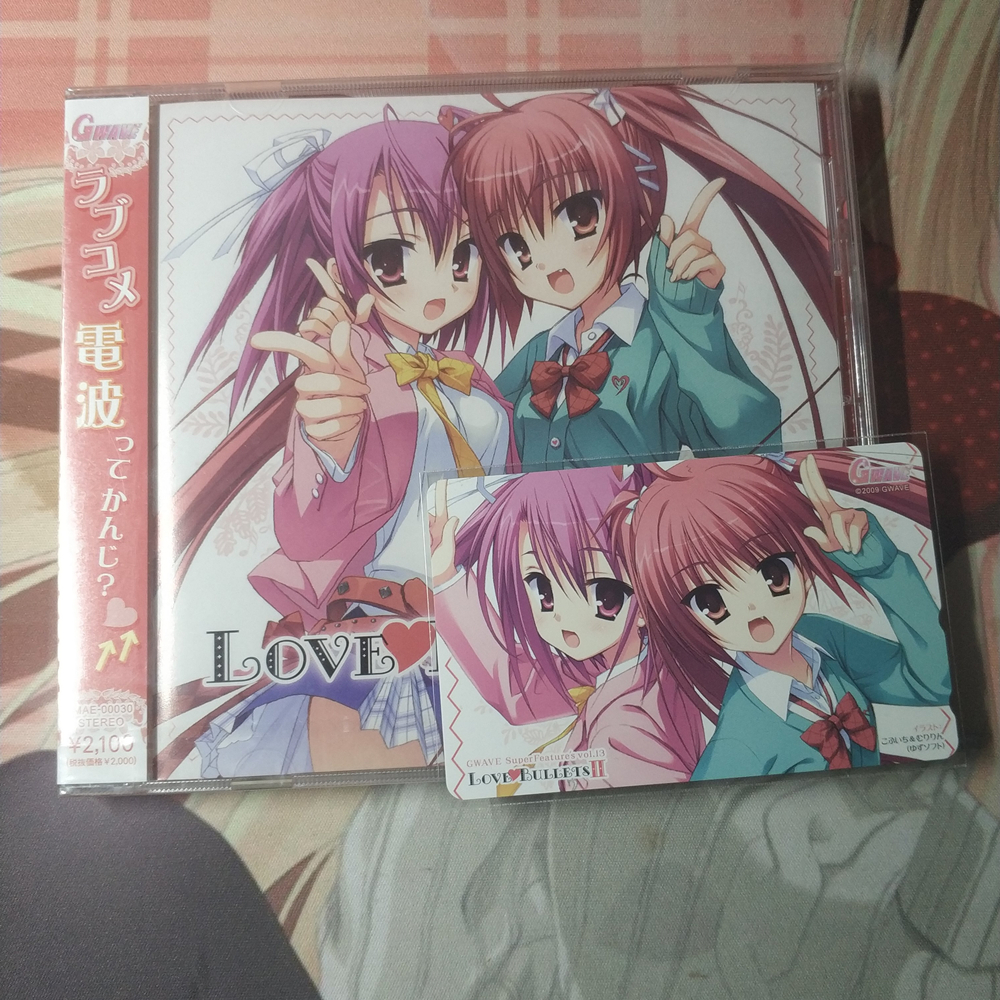 GWAVE
ラブコメ
電波
ってかんじ?
MAE-00030
STEREO
¥2,100
(税抜価格¥2,000)
LOVE♥
GWAVE
©2009 GWAVE
イラスト
こぶいち&むりりん
(ゆずソフト)
GWAVE SuperFeatures vol.13
LOVE♥BULLETS II